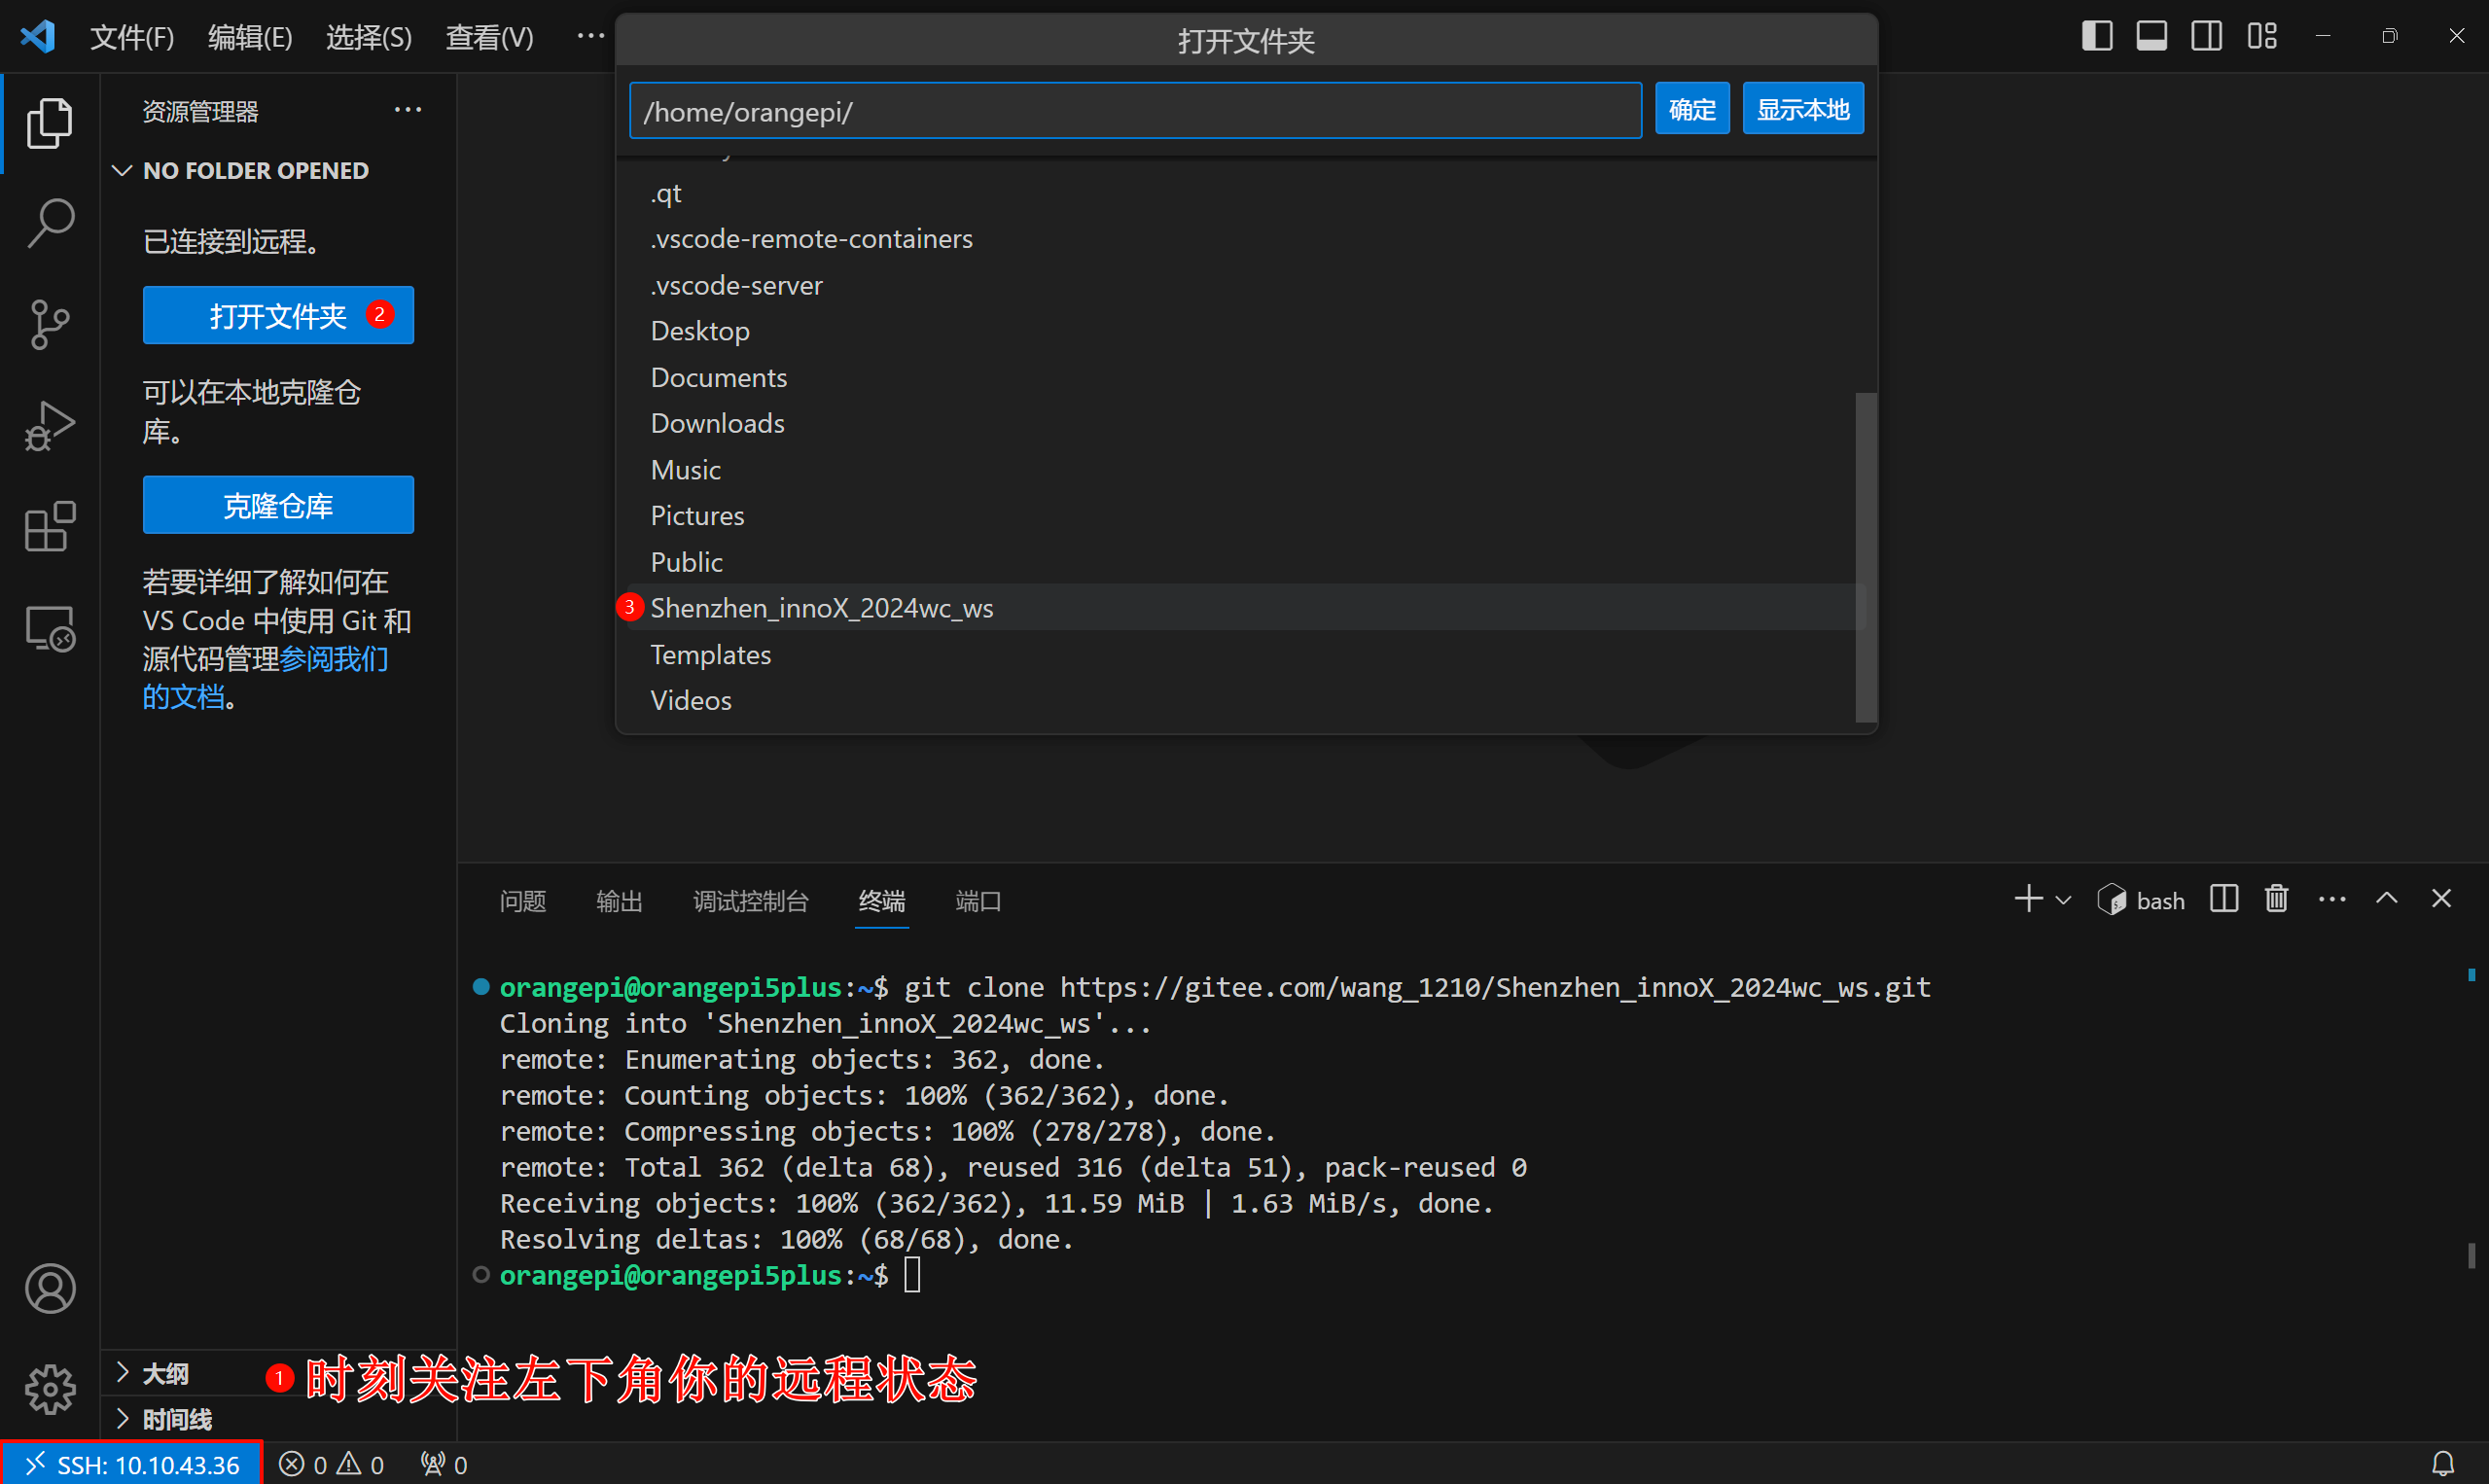 文件(F) 编辑(E) 选择(S) 查看(V) ···
打开文件夹
/home/orangepi/
确定
显示本地
.qt
.vscode-remote-containers
.vscode-server
Desktop
Documents
Downloads
Music
Pictures
Public
3 Shenzhen_innoX_2024wc_ws
Templates
Videos
资源管理器
NO FOLDER OPENED
已连接到远程。
打开文件夹 2
可以在本地克隆仓
库。
克隆仓库
若要详细了解如何在
VS Code 中使用 Git 和
源代码管理参阅我们
的文档。
问题 输出 调试控制台 终端 端口
bash
orangepi@orangepi5plus:~$ git clone https://gitee.com/wang_1210/Shenzhen_innoX_2024wc_ws.git
Cloning into 'Shenzhen_innoX_2024wc_ws'...
remote: Enumerating objects: 362, done.
remote: Counting objects: 100% (362/362), done.
remote: Compressing objects: 100% (278/278), done.
remote: Total 362 (delta 68), reused 316 (delta 51), pack-reused 0
Receiving objects: 100% (362/362), 11.59 MiB | 1.63 MiB/s, done.
Resolving deltas: 100% (68/68), done.
orangepi@orangepi5plus:~$
大纲
1 时刻关注左下角你的远程状态
时间线
SSH: 10.10.43.36 0 0 0